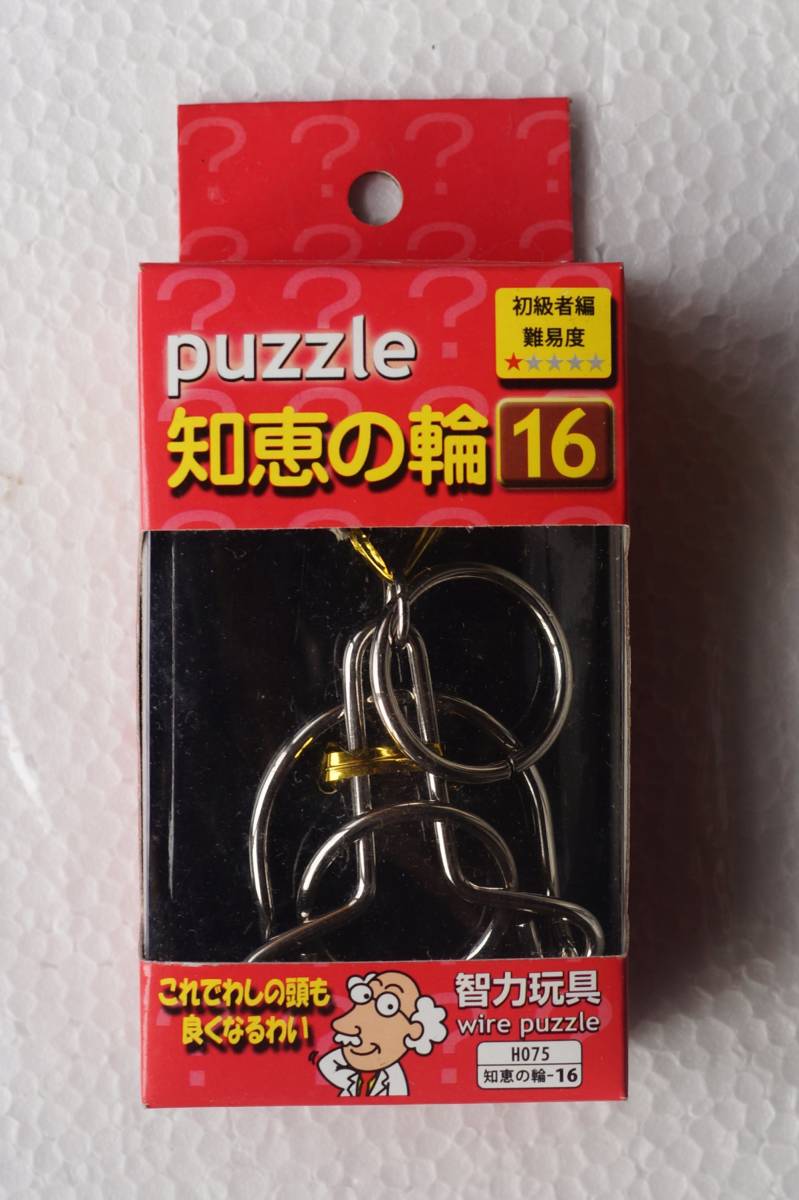 puzzle
初級者編
難易度
知恵の輪 16
これでわしの頭も
良くなるわい
智力玩具
wire puzzle
H075
知恵の輪-16